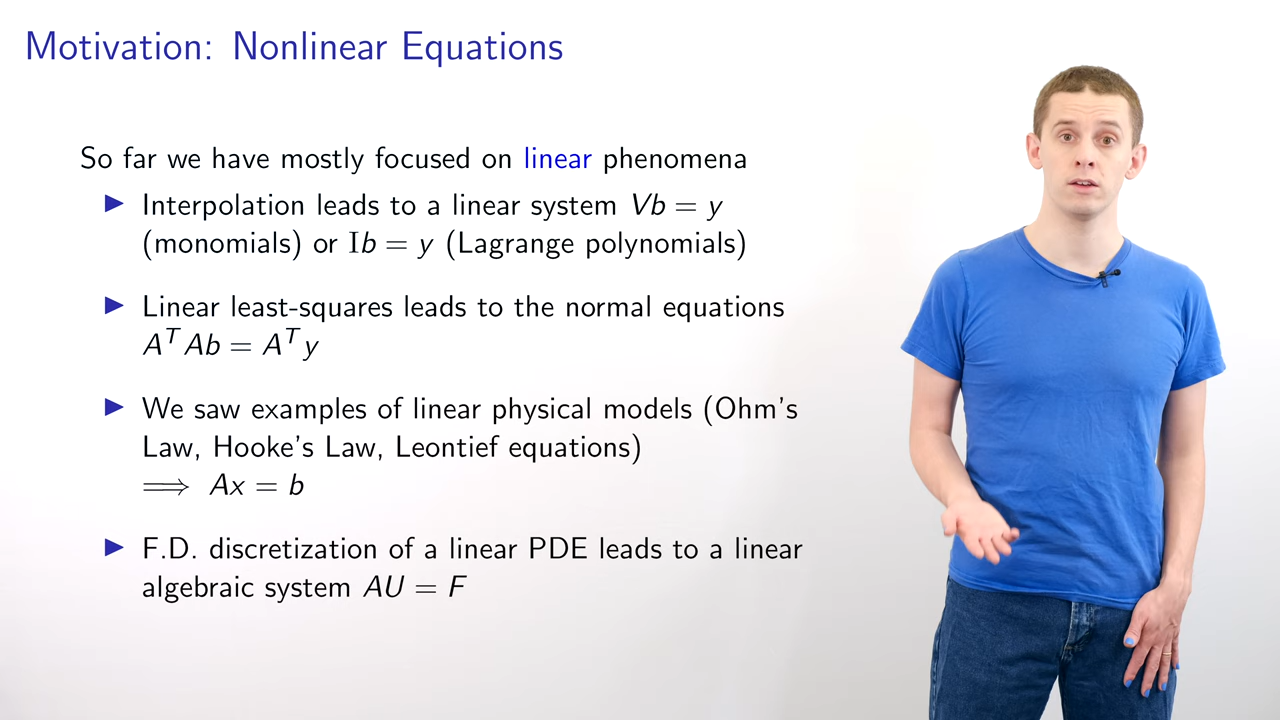 Motivation: Nonlinear Equations
So far we have mostly focused on linear phenomena
▶ Interpolation leads to a linear system Vb = y
(monomials) or Ib = y (Lagrange polynomials)
▶ Linear least-squares leads to the normal equations
AᵀAb = Aᵀy
▶ We saw examples of linear physical models (Ohm's
Law, Hooke's Law, Leontief equations)
⟹ Ax = b
▶ F.D. discretization of a linear PDE leads to a linear
algebraic system AU = F